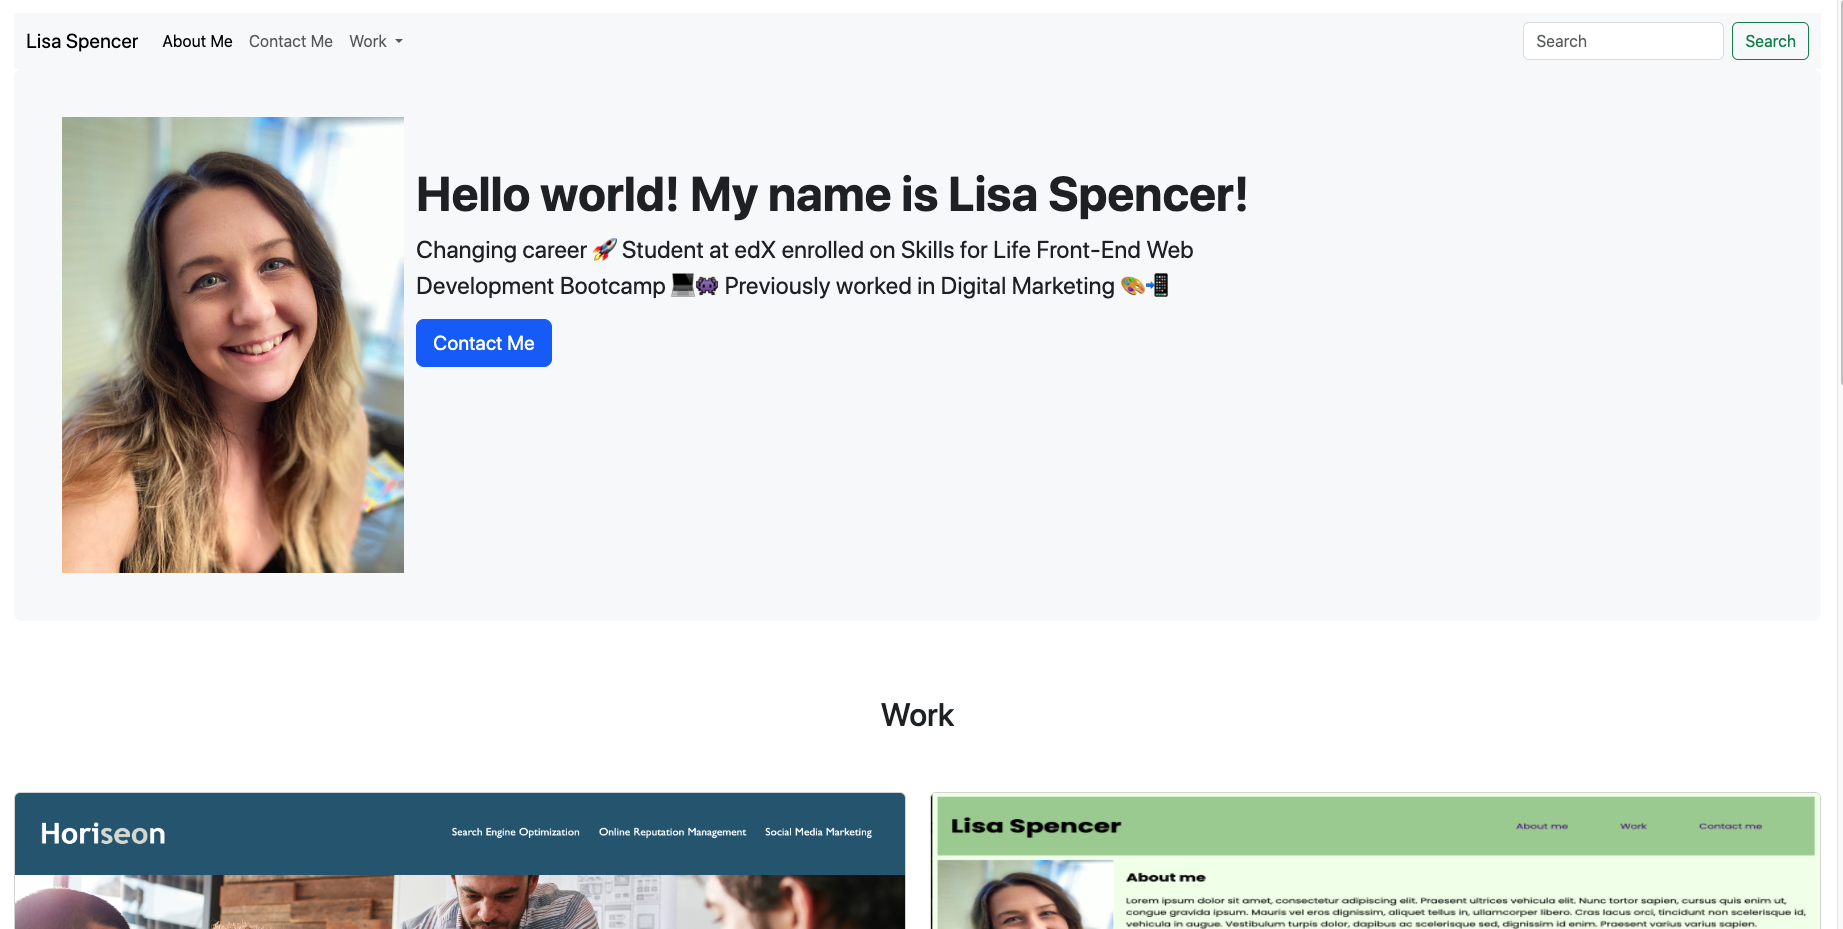 Lisa Spencer About Me Contact Me Work Search Search
Hello world! My name is Lisa Spencer!
Changing career 🚀 Student at edX enrolled on Skills for Life Front-End Web
Development Bootcamp 💻👾 Previously worked in Digital Marketing 🎨📲
Contact Me
Work
Horiseon Search Engine Optimization Online Reputation Management Social Media Marketing
Lisa Spencer About me Work Contact me
About me
Lorem ipsum dolor sit amet, consectetur adipiscing elit. Praesent ultrices vehicula elit. Nunc tortor sapien, cursus quis enim ut,
congue gravida ipsum. Mauris vel eros dignissim, aliquet tellus in, ullamcorper libero. Cras lacus orci, tincidunt non scelerisque id,
vehicula in augue. Vestibulum turpis dolor, dapibus ac scelerisque sed, dignissim id enim. Praesent varius varius sapien.